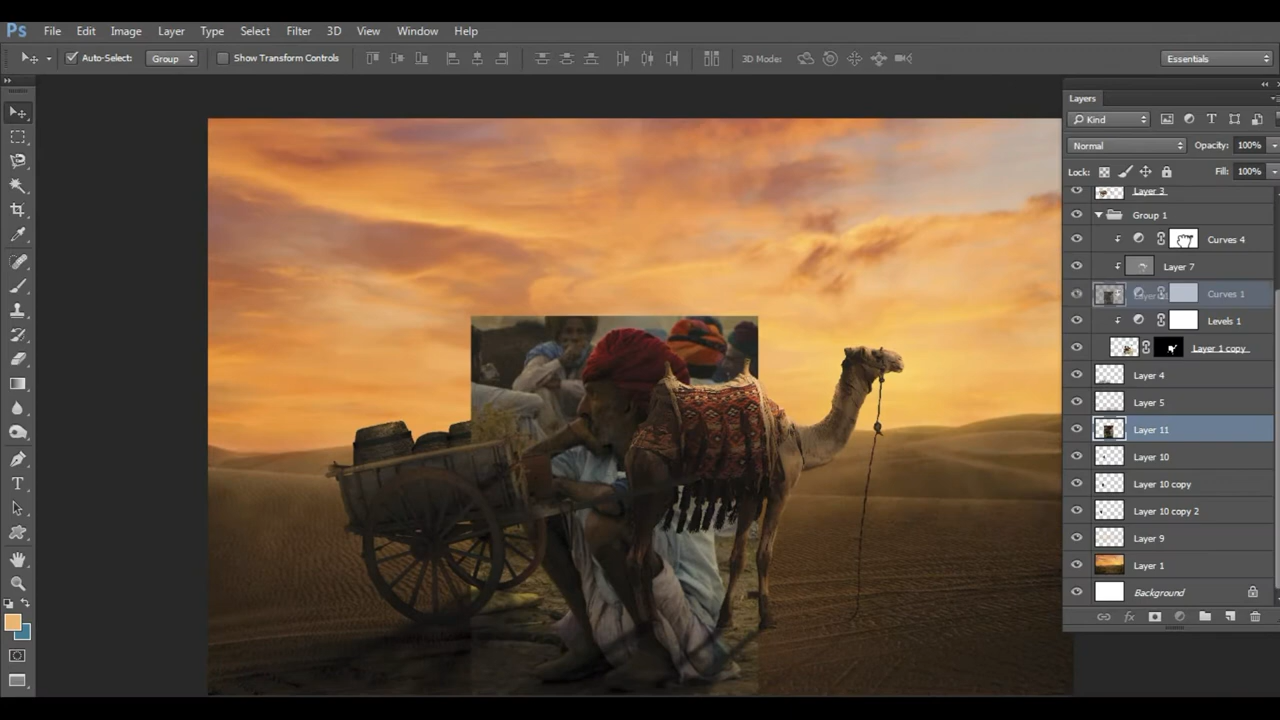 Ps File Edit Image Layer Type Select Filter 3D View Window Help
Auto-Select: Group Show Transform Controls 3D Mode: Essentials
Layers
Kind
Normal Opacity: 100%
Lock: Fill: 100%
Layer 3
Group 1
Curves 4
Layer 7
Curves 1
Levels 1
Layer 1 copy
Layer 4
Layer 5
Layer 11
Layer 10
Layer 10 copy
Layer 10 copy 2
Layer 9
Layer 1
Background